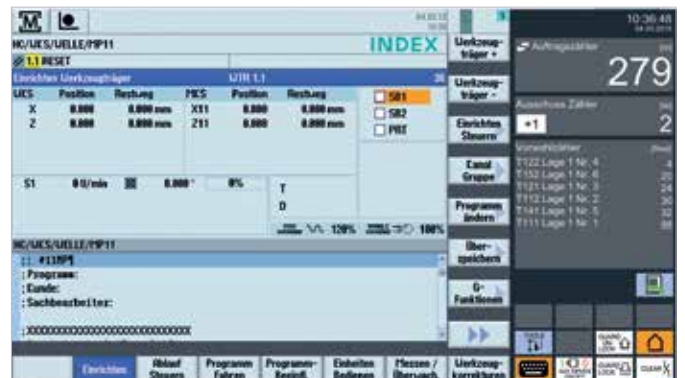 NC/WKS/WELLE/MP11
INDEX
1.1 RESET
Einrichten Werkzeugträger WTR 1.1
WCS Position Restweg MCS Position Restweg
X 0.000 0.000 mm X11 0.000 0.000 mm
Z 0.000 0.000 mm Z11 0.000 0.000 mm
SB1
SB2
PRT
S1 0 U/min 0.000 ° 0%
T
D
120% 100%
NC/WKS/WELLE/MP11
;Programm:
;Kunde:
;Sachbearbeiter:
Werkzeug-
träger +
Werkzeug-
träger -
Einrichten
Steuern
Canal
Gruppe
Programm
ändern
Über-
speichern
G-
Funktionen
Einrichten
Ablauf
Steuern
Programm
Fahren
Programm-
Einheiten
Bedienen
Messen /
Überwach.
Werkzeug-
korrekturen
10:36:48
Auftragszähler
279
Ausschuss Zähler
+1
2
Vorwahlzähler
T122 Lage 1 Nr. 4
T152 Lage 1 Nr. 6
T121 Lage 1 Nr. 3
T112 Lage 1 Nr. 2
T141 Lage 1 Nr. 5
T111 Lage 1 Nr. 1